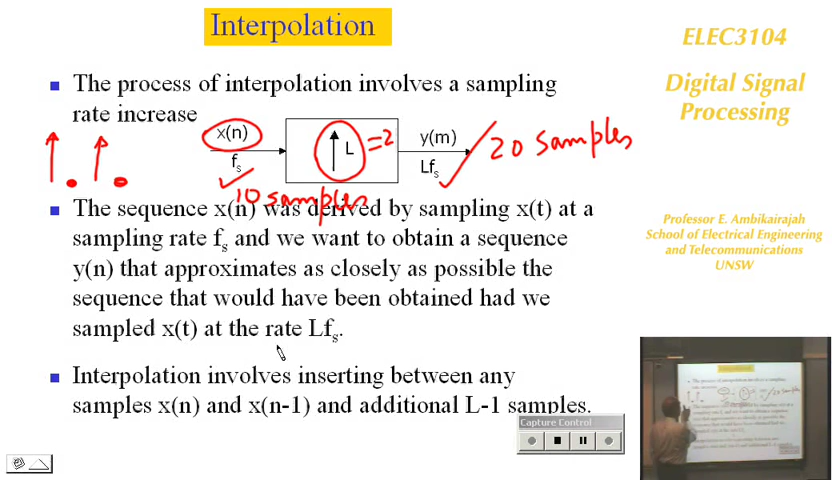 Interpolation
ELEC3104
Digital Signal
Processing
■ The process of interpolation involves a sampling
rate increase
x(n)
fs
L
=2
y(m)
Lfs
20 samples
10 samples
■ The sequence x(n) was derived by sampling x(t) at a
sampling rate fs and we want to obtain a sequence
y(n) that approximates as closely as possible the
sequence that would have been obtained had we
sampled x(t) at the rate Lfs.
■ Interpolation involves inserting between any
samples x(n) and x(n-1) and additional L-1 samples.
Professor E. Ambikairajah
School of Electrical Engineering
and Telecommunications
UNSW
Capture Control